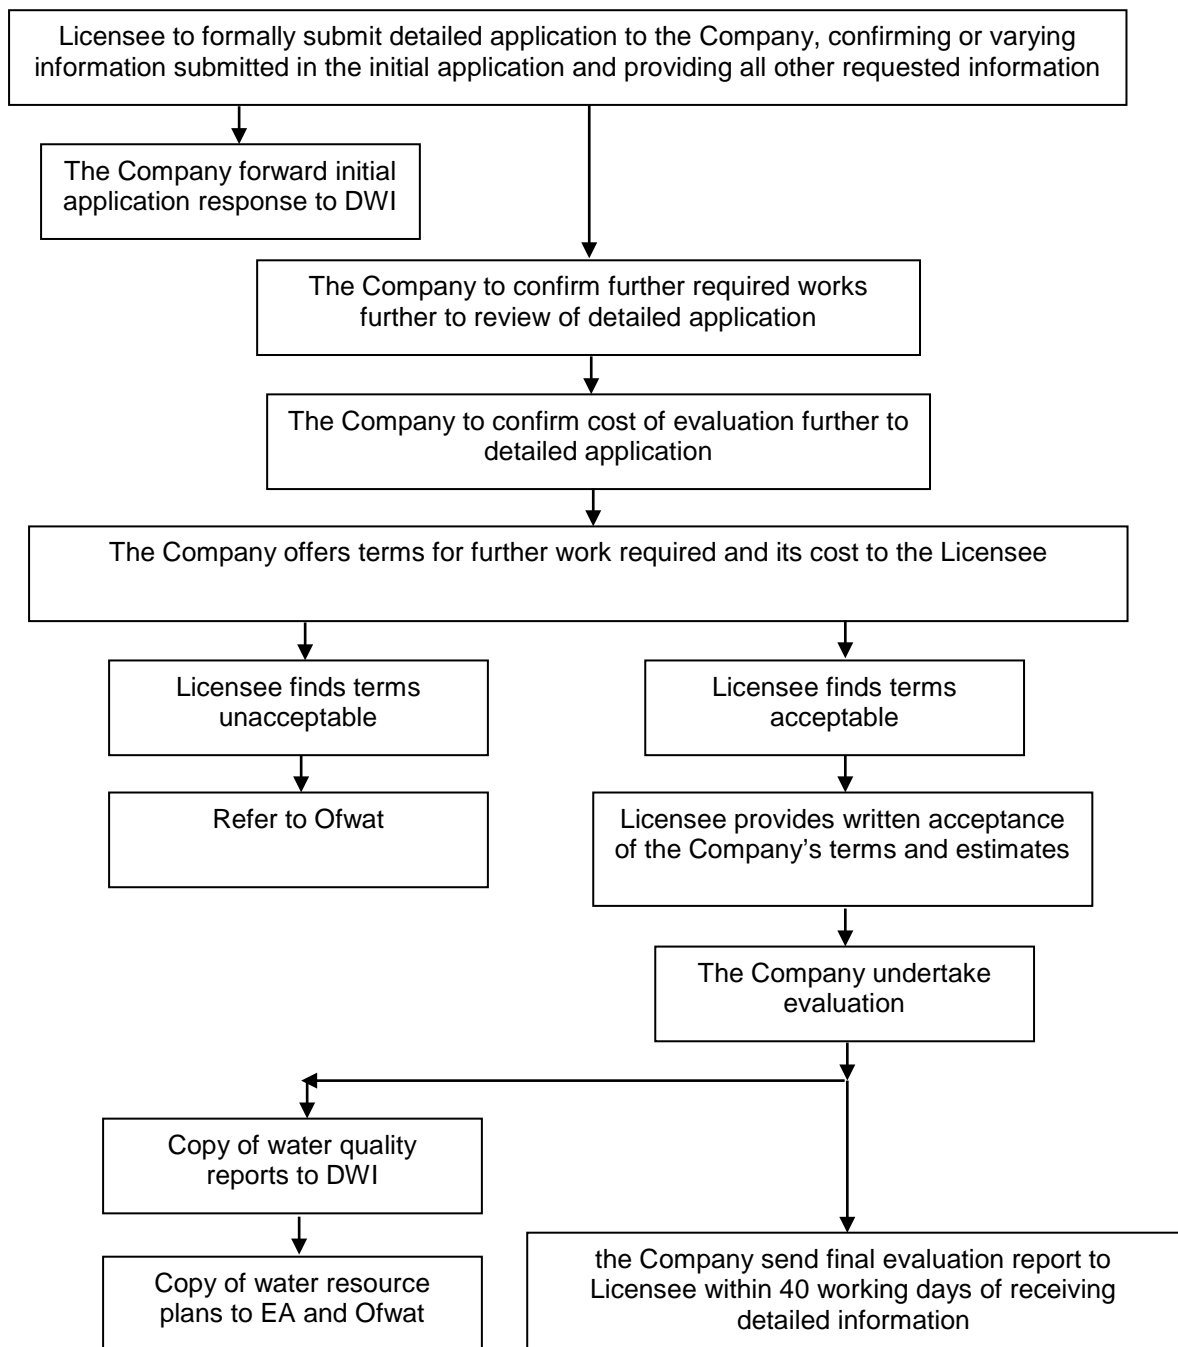 Licensee to formally submit detailed application to the Company, confirming or varying
information submitted in the initial application and providing all other requested information
The Company forward initial
application response to DWI
The Company to confirm further required works
further to review of detailed application
The Company to confirm cost of evaluation further to
detailed application
The Company offers terms for further work required and its cost to the Licensee
Licensee finds terms
unacceptable
Licensee finds terms
acceptable
Refer to Ofwat
Licensee provides written acceptance
of the Company’s terms and estimates
The Company undertake
evaluation
Copy of water quality
reports to DWI
Copy of water resource
plans to EA and Ofwat
the Company send final evaluation report to
Licensee within 40 working days of receiving
detailed information